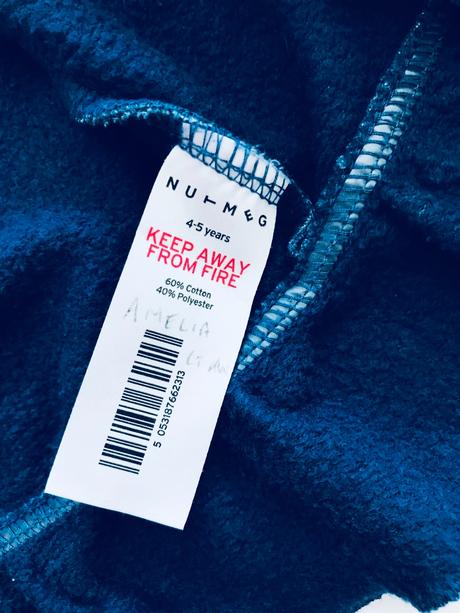 NUTMEG
4-5 years
KEEP AWAY
FROM FIRE
60% Cotton
40% Polyester
AMELIA
5 053187662313